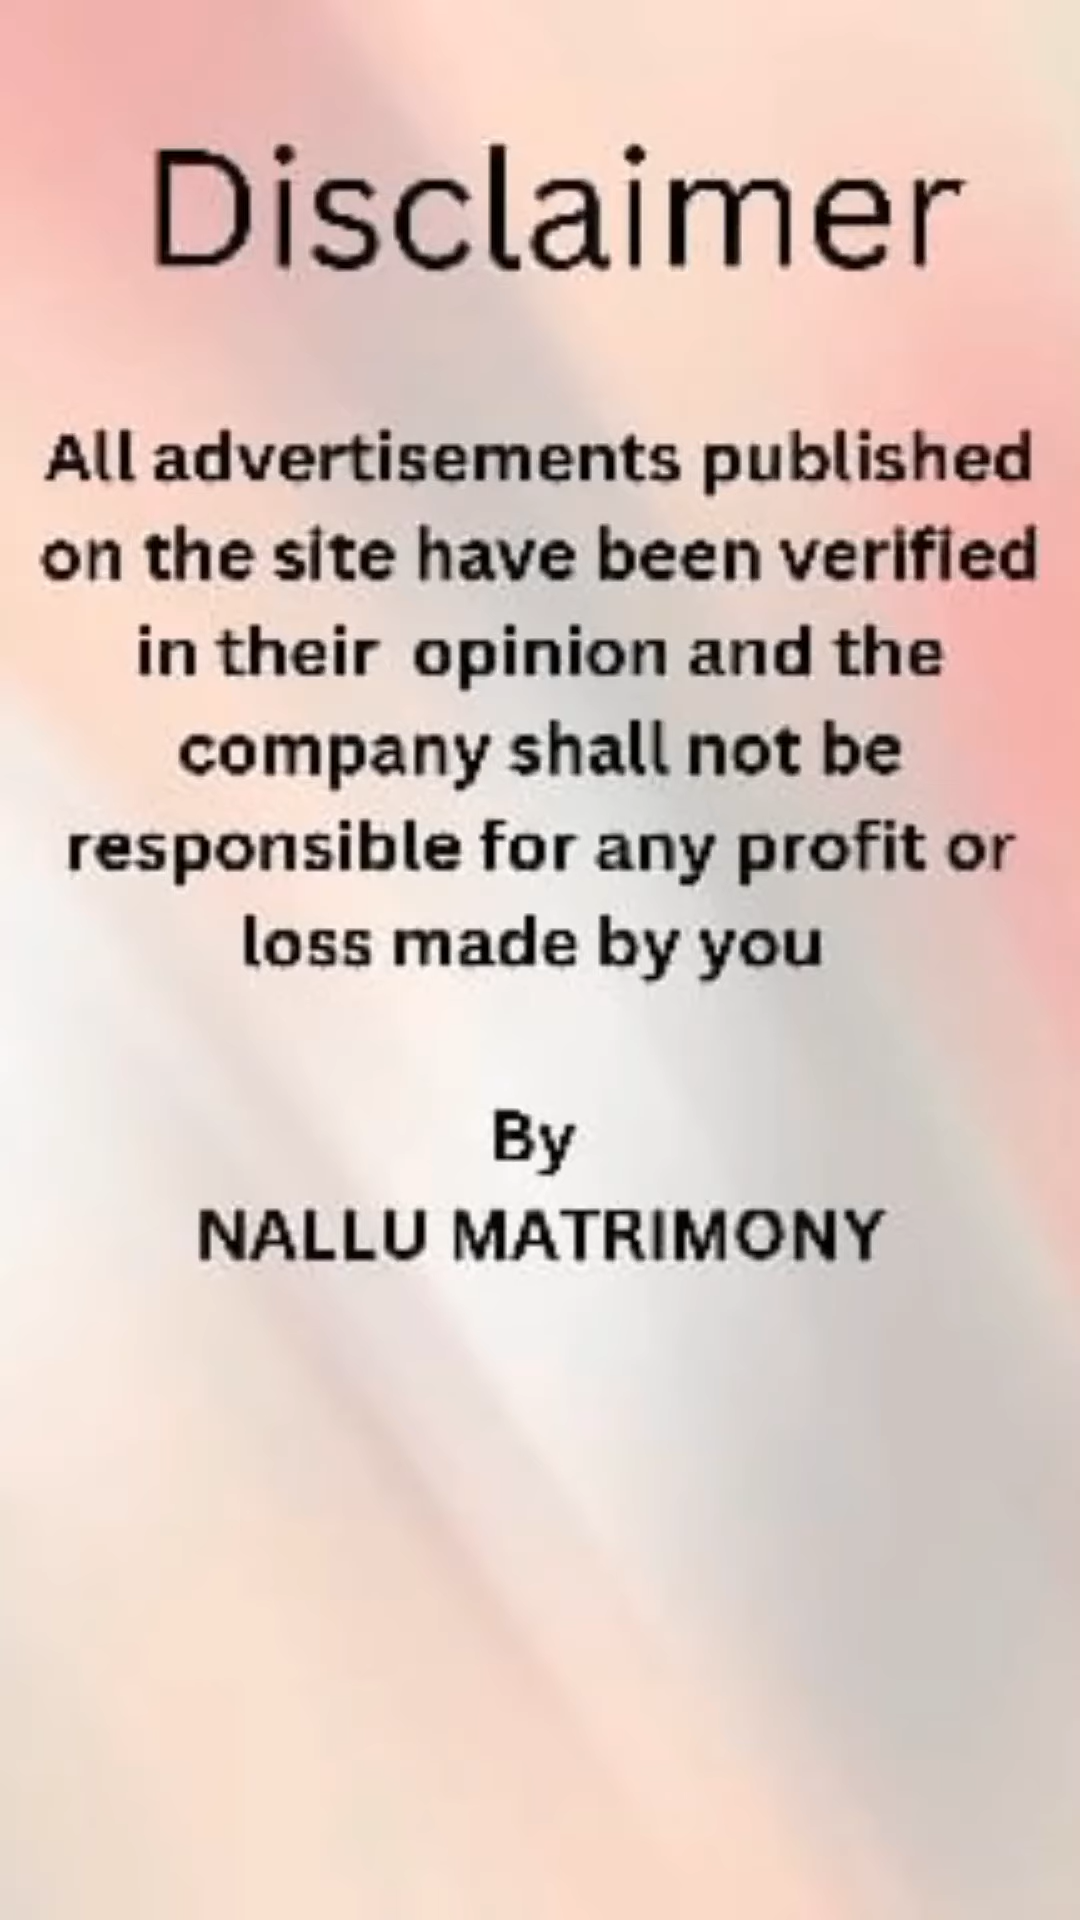 Disclaimer
All advertisements published
on the site have been verified
in their opinion and the
company shall not be
responsible for any profit or
loss made by you
By
NALLU MATRIMONY